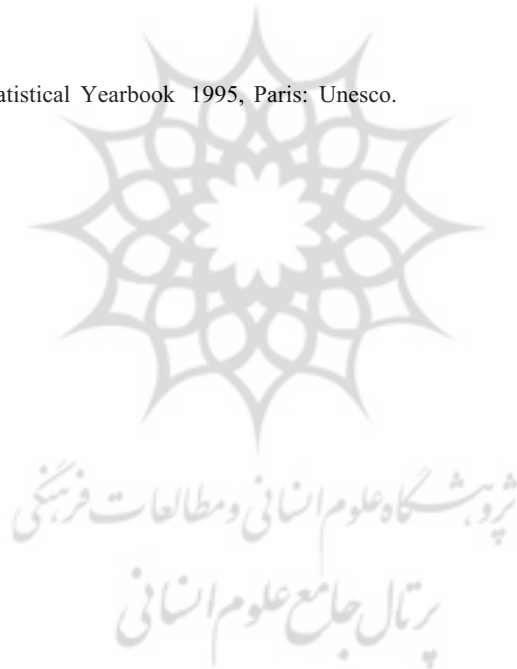 atistical Yearbook 1995, Paris: Unesco.
پژوهشگاه علوم انسانی و مطالعات فرهنگی
پرتال جامع علوم انسانی